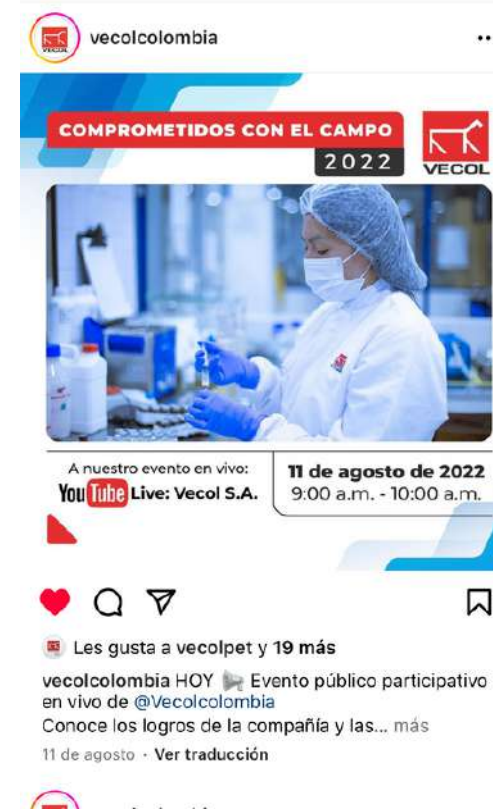 vecolcolombia
COMPROMETIDOS CON EL CAMPO
2022
VECOL
A nuestro evento en vivo:
YouTube Live: Vecol S.A.
11 de agosto de 2022
9:00 a.m. - 10:00 a.m.
Les gusta a vecolpet y 19 más
vecolcolombia HOY 📢 Evento público participativo
en vivo de @Vecolcolombia
Conoce los logros de la compañía y las... más
11 de agosto · Ver traducción